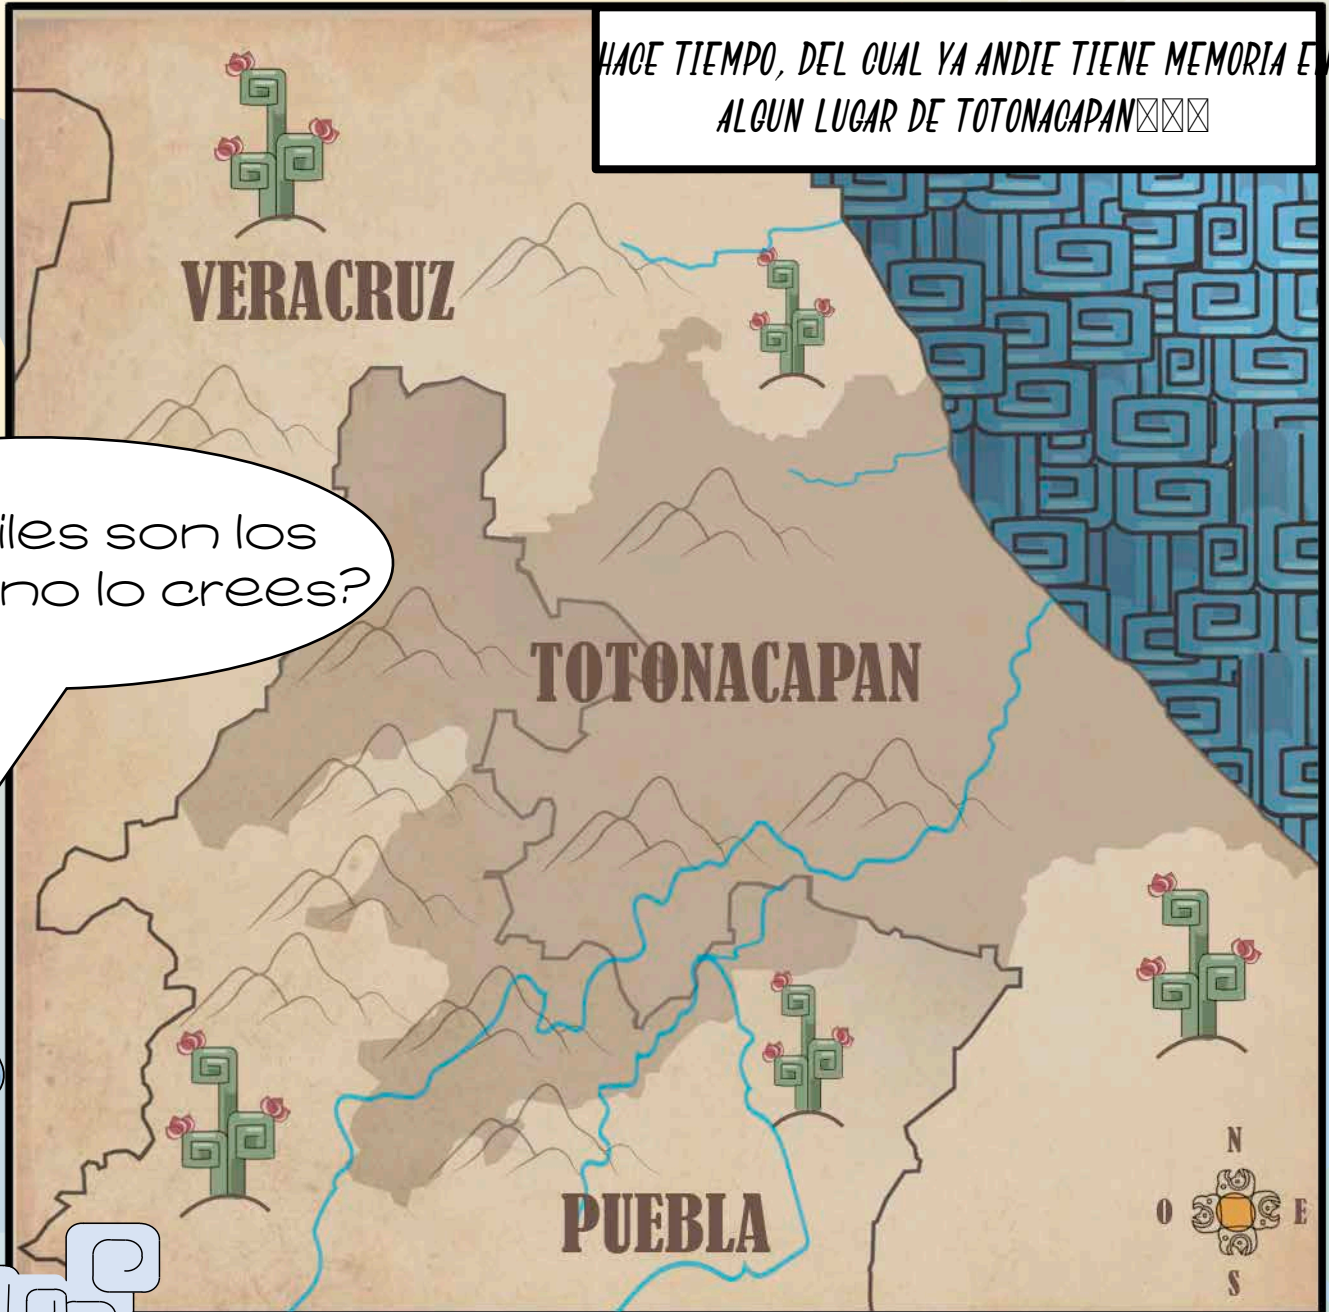 HACE TIEMPO, DEL CUAL YA ANDIE TIENE MEMORIA EN
ALGUN LUGAR DE TOTONACAPAN
VERACRUZ
iles son los
no lo crees?
TOTONACAPAN
PUEBLA
N
O E
S